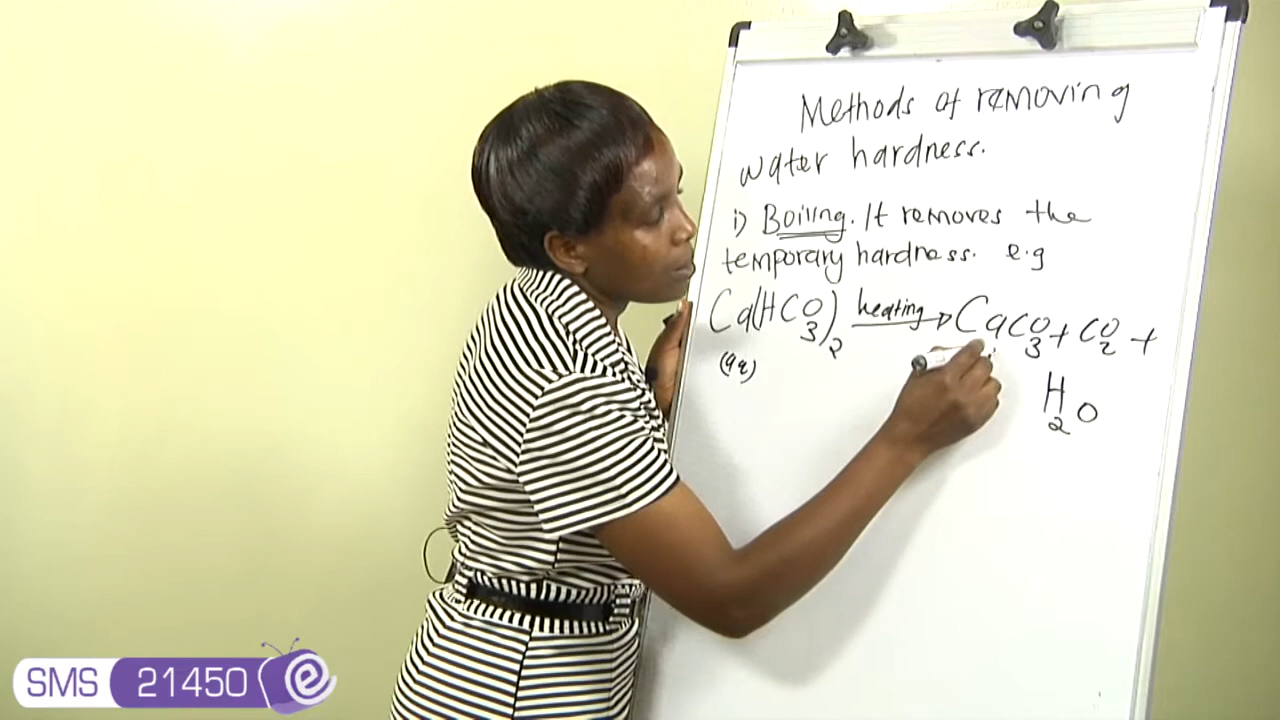 Methods of removing
water hardness.
i) Boiling. It removes the
temporary hardness. e.g
Ca(HCO3)2 heating → CaCO3 + CO2 +
(aq)
H2O
SMS 21450 e